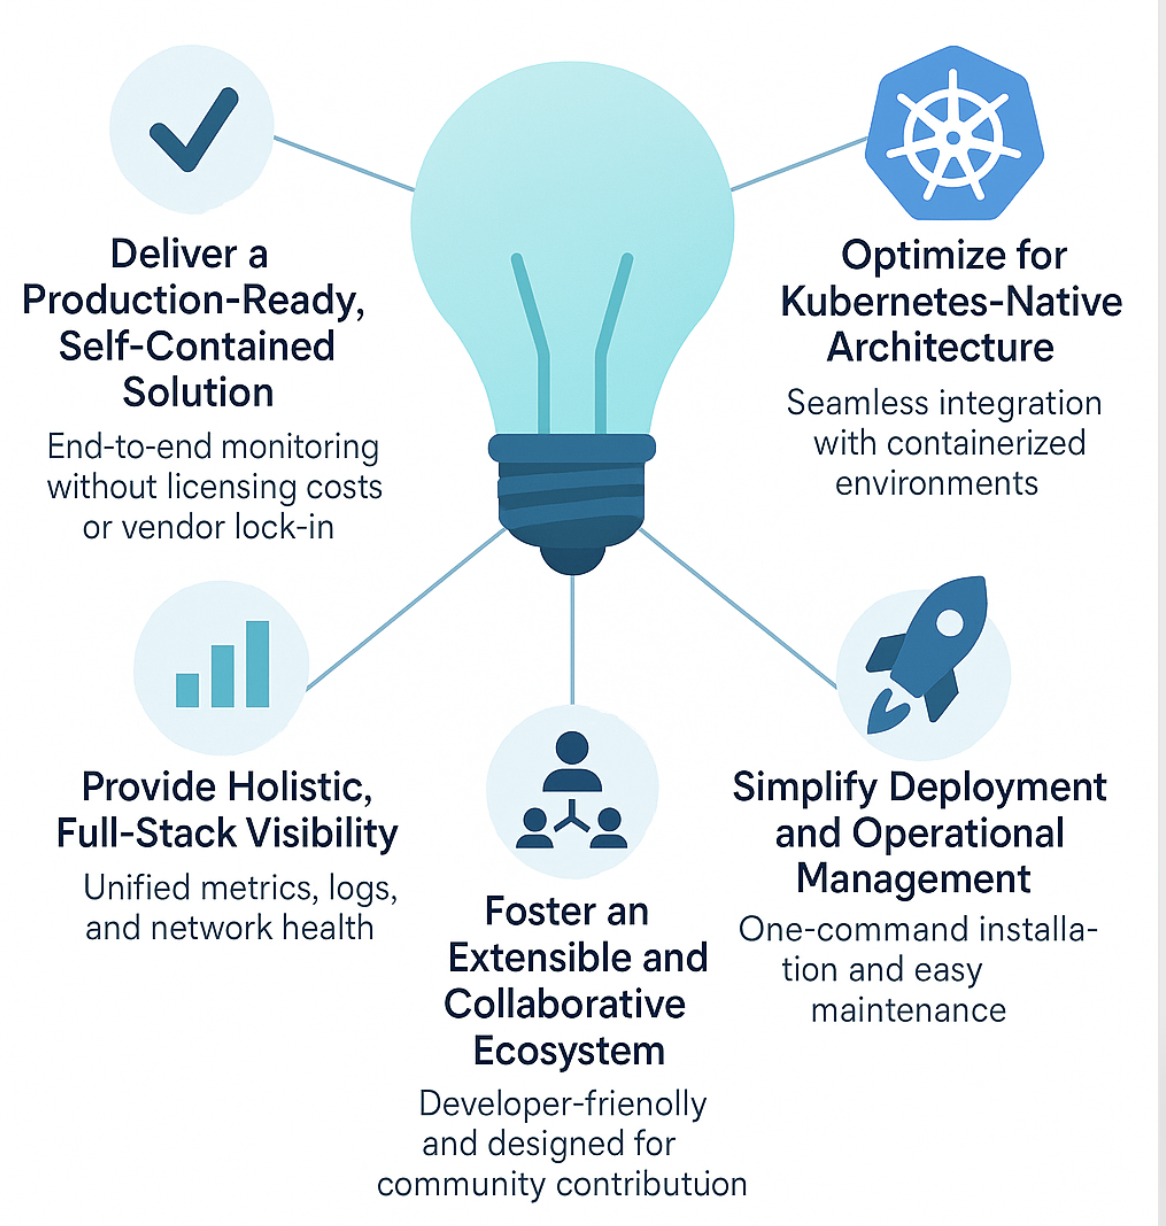 Deliver a
Production-Ready,
Self-Contained
Solution
End-to-end monitoring
without licensing costs
or vendor lock-in
Optimize for
Kubernetes-Native
Architecture
Seamless integration
with containerized
environments
Provide Holistic,
Full-Stack Visibility
Unified metrics, logs,
and network health
Foster an
Extensible and
Collaborative
Ecosystem
Developer-frienolly
and designed for
community contributuon
Simplify Deployment
and Operational
Management
One-command installa-
tion and easy
maintenance